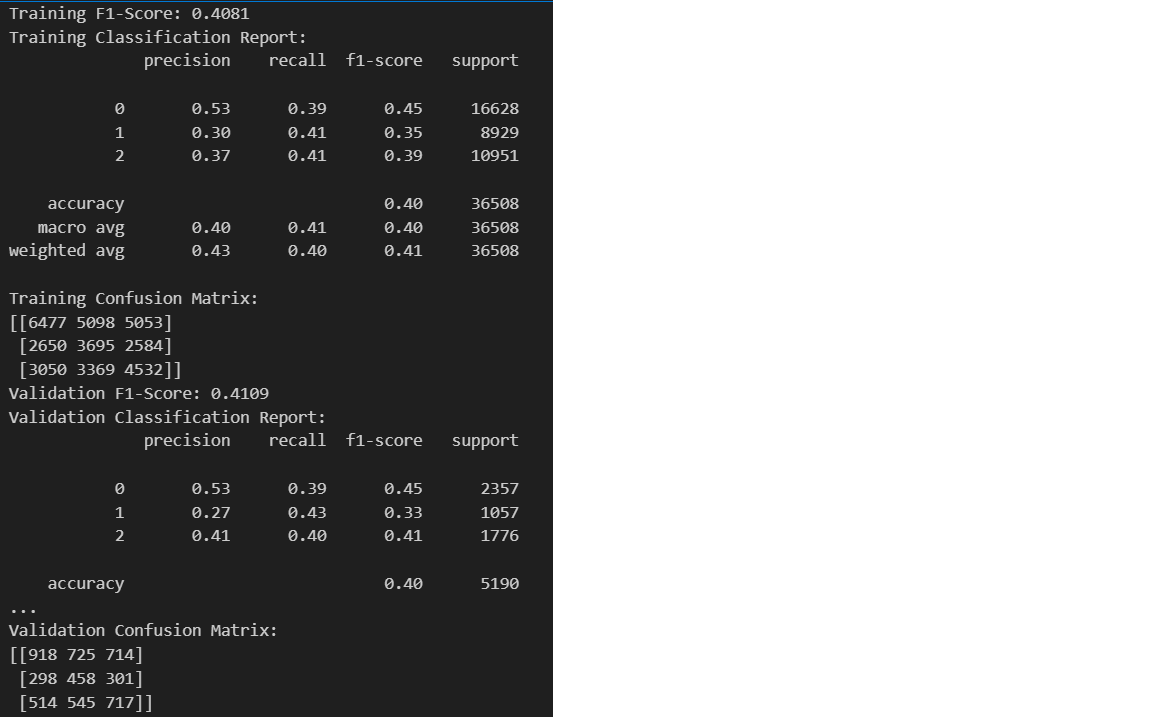 Training F1-Score: 0.4081
Training Classification Report:
precision recall f1-score support
0 0.53 0.39 0.45 16628
1 0.30 0.41 0.35 8929
2 0.37 0.41 0.39 10951
accuracy 0.40 36508
macro avg 0.40 0.41 0.40 36508
weighted avg 0.43 0.40 0.41 36508
Training Confusion Matrix:
[[6477 5098 5053]
[2650 3695 2584]
[3050 3369 4532]]
Validation F1-Score: 0.4109
Validation Classification Report:
precision recall f1-score support
0 0.53 0.39 0.45 2357
1 0.27 0.43 0.33 1057
2 0.41 0.40 0.41 1776
accuracy 0.40 5190
...
Validation Confusion Matrix:
[[918 725 714]
[298 458 301]
[514 545 717]]